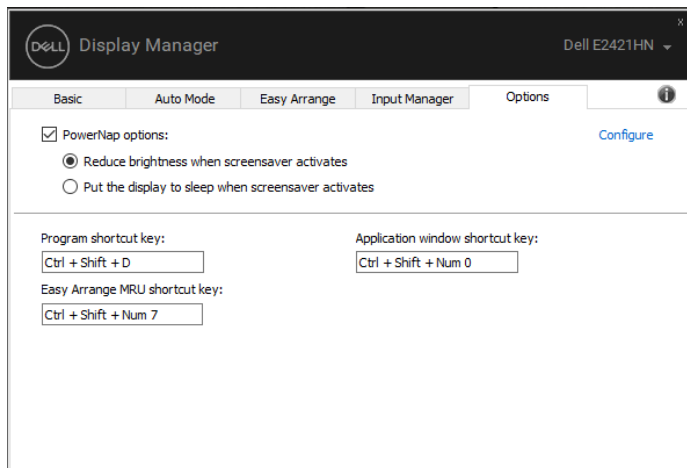 x
DELL Display Manager Dell E2421HN
Basic Auto Mode Easy Arrange Input Manager Options i
PowerNap options: Configure
Reduce brightness when screensaver activates
Put the display to sleep when screensaver activates
Program shortcut key: Application window shortcut key:
Ctrl + Shift + D Ctrl + Shift + Num 0
Easy Arrange MRU shortcut key:
Ctrl + Shift + Num 7